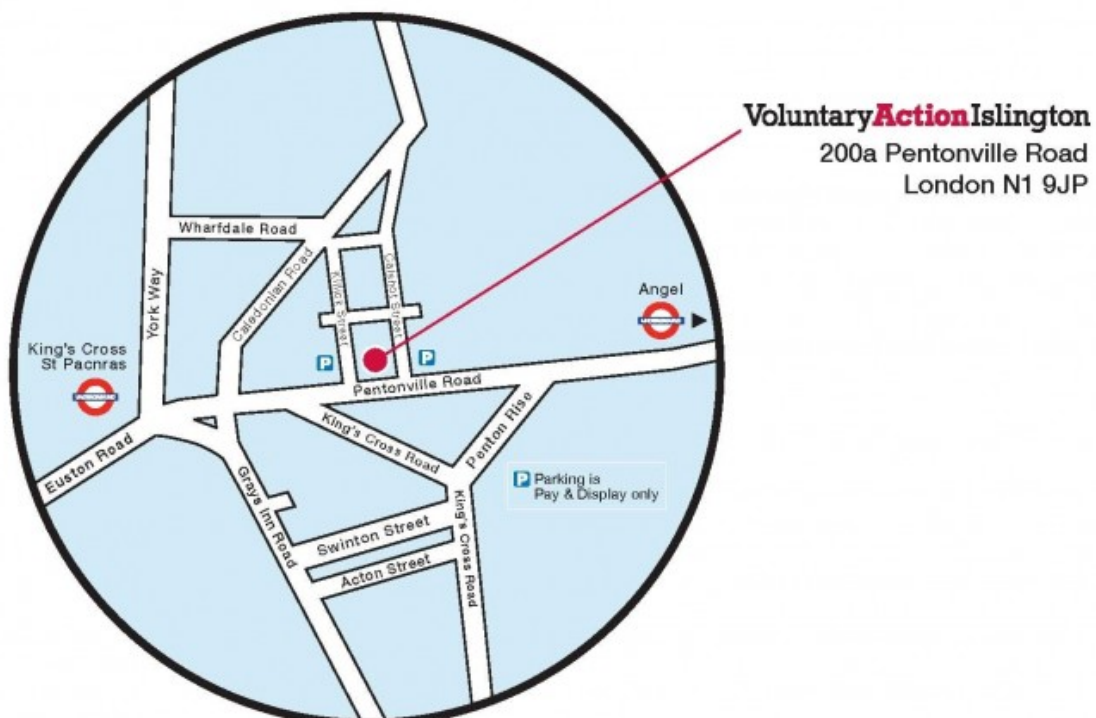 VoluntaryActionIslington
200a Pentonville Road
London N1 9JP
Wharfdale Road
York Way
Caledonian Road
Killick Street
Calshot Street
Angel
King's Cross
St Pacnras
P
P
Pentonville Road
King's Cross Road
Penton Rise
Euston Road
Grays Inn Road
P Parking is
Pay & Display only
Swinton Street
Acton Street
King's Cross Road